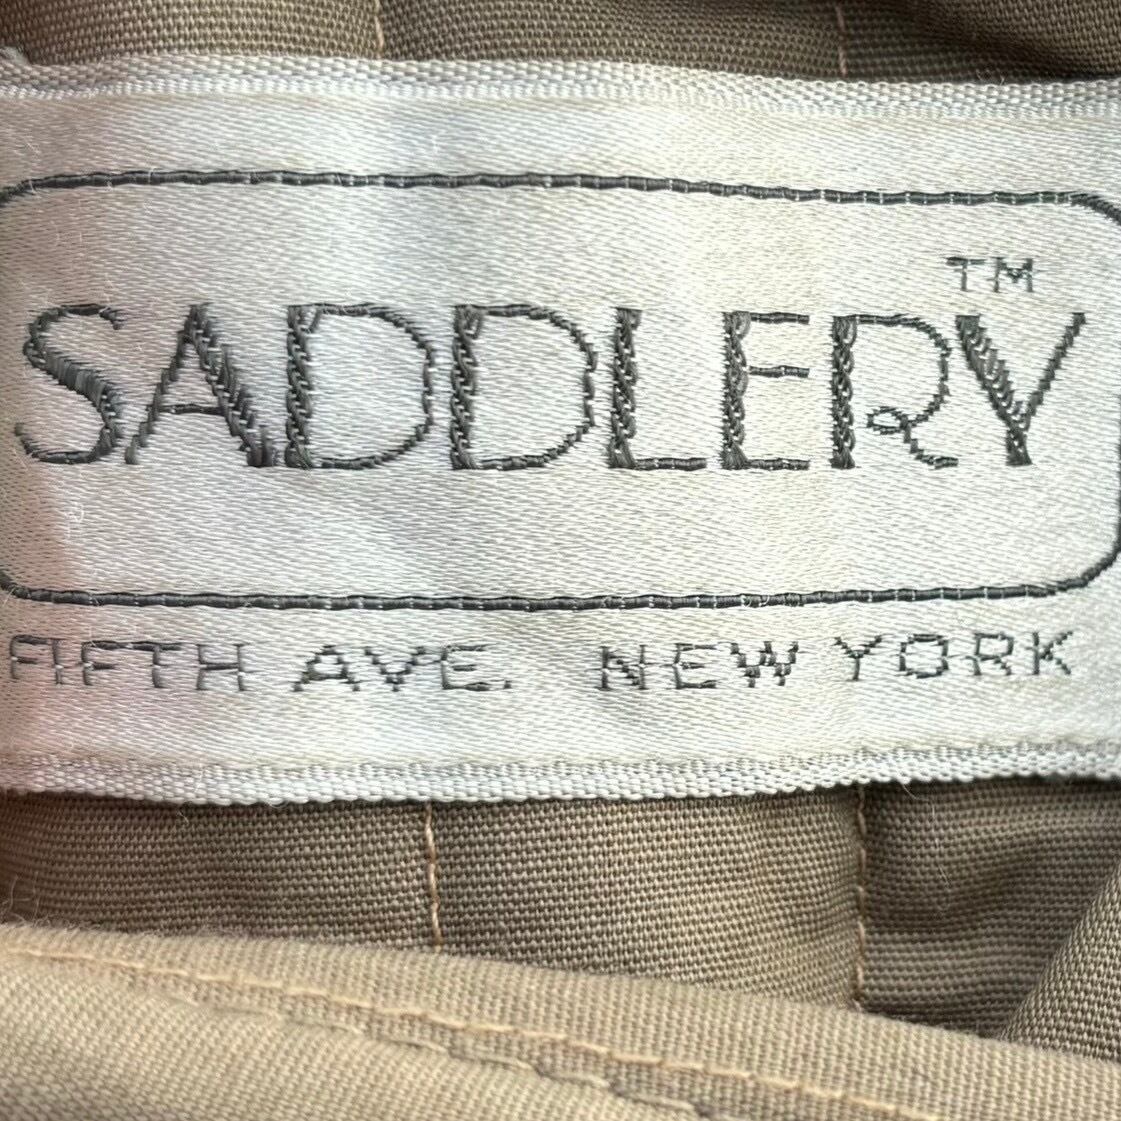 TM
SADDLERY
FIFTH AVE. NEW YORK